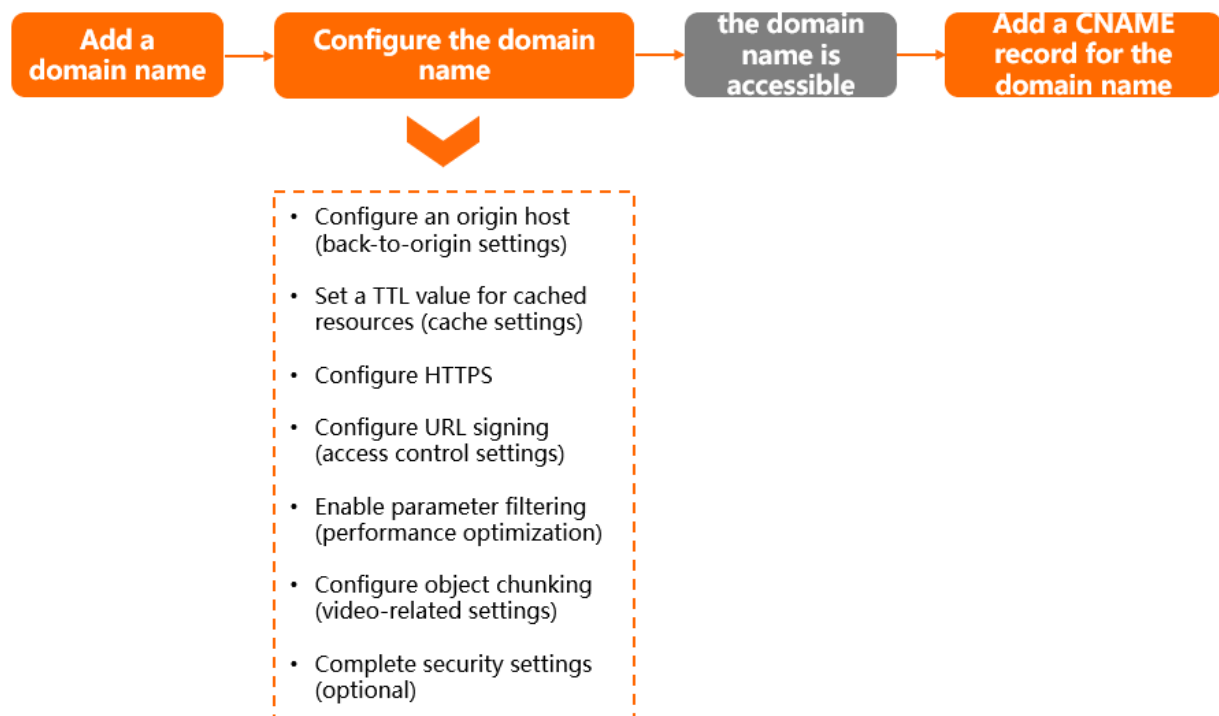 Add a
domain name
Configure the domain
name
the domain
name is
accessible
Add a CNAME
record for the
domain name
• Configure an origin host
(back-to-origin settings)
• Set a TTL value for cached
resources (cache settings)
• Configure HTTPS
• Configure URL signing
(access control settings)
• Enable parameter filtering
(performance optimization)
• Configure object chunking
(video-related settings)
• Complete security settings
(optional)